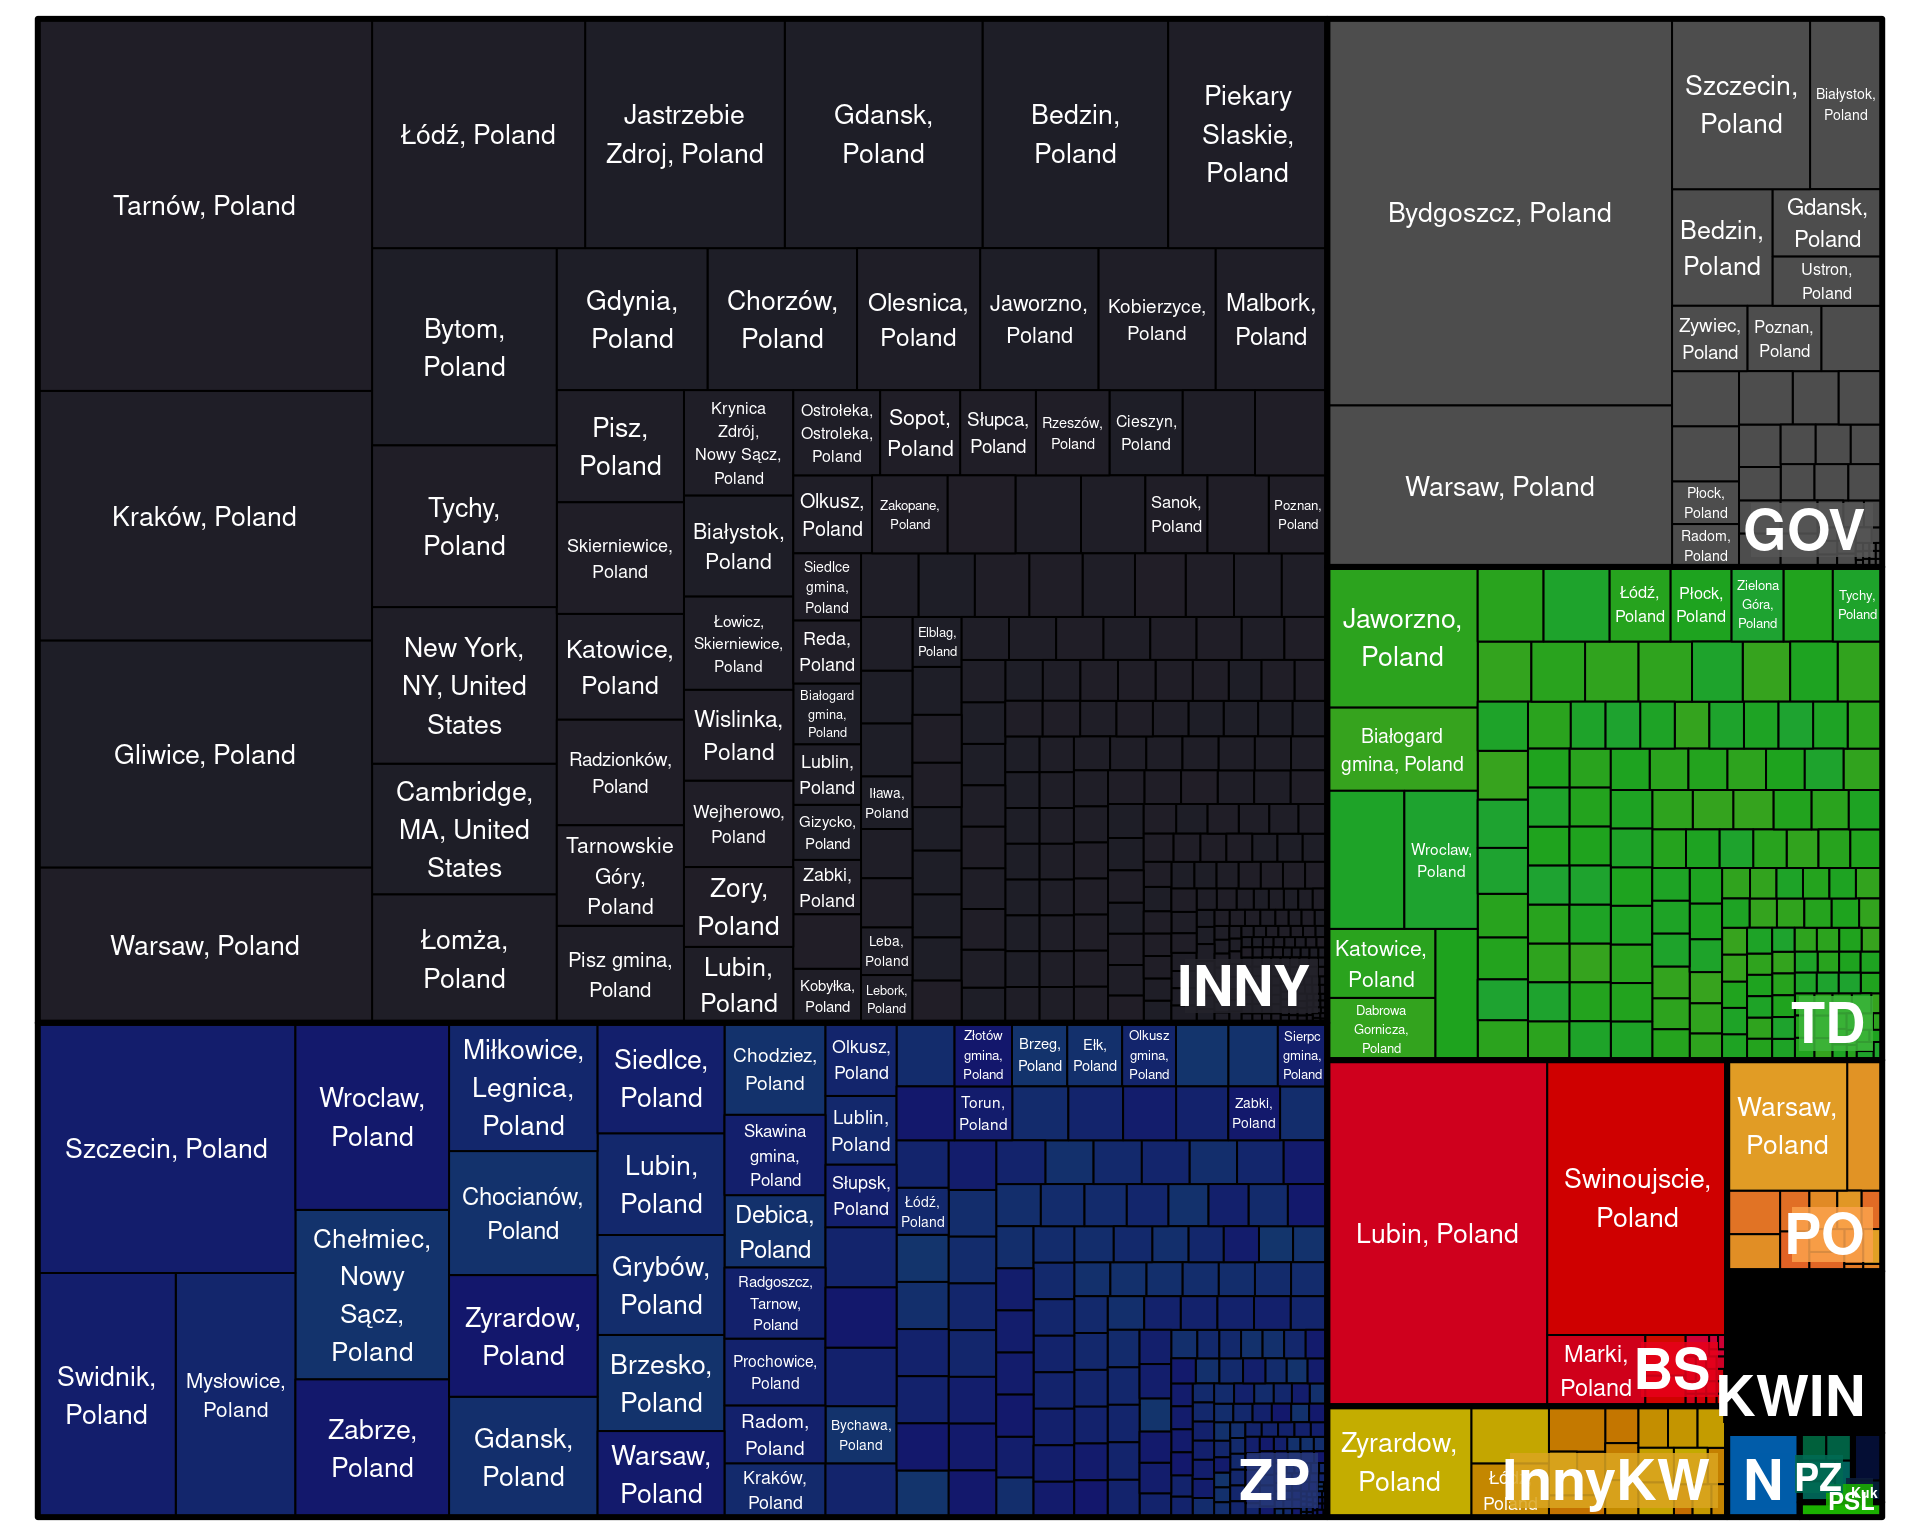 Tarnów, Poland
Kraków, Poland
Gliwice, Poland
Warsaw, Poland
Łódź, Poland
Jastrzebie
Zdroj, Poland
Gdansk,
Poland
Bedzin,
Poland
Piekary
Slaskie,
Poland
Bytom,
Poland
Tychy,
Poland
New York,
NY, United
States
Cambridge,
MA, United
States
Łomża,
Poland
Gdynia,
Poland
Chorzów,
Poland
Olesnica,
Poland
Jaworzno,
Poland
Kobierzyce,
Poland
Malbork,
Poland
Pisz,
Poland
Skierniewice,
Poland
Katowice,
Poland
Radzionków,
Poland
Tarnowskie
Góry,
Poland
Pisz gmina,
Poland
Krynica
Zdrój,
Nowy Sącz,
Poland
Białystok,
Poland
Łowicz,
Skierniewice,
Poland
Wislinka,
Poland
Wejherowo,
Poland
Zory,
Poland
Lubin,
Poland
Ostrołeka,
Ostroleka,
Poland
Sopot,
Poland
Słupca,
Poland
Rzeszów,
Poland
Cieszyn,
Poland
Olkusz,
Poland
Zakopane,
Poland
Sanok,
Poland
Poznan,
Poland
Siedlce
gmina,
Poland
Reda,
Poland
Białogard
gmina,
Poland
Lublin,
Poland
Gizycko,
Poland
Zabki,
Poland
Kobyłka,
Poland
Elblag,
Poland
Iława,
Poland
Leba,
Poland
Lebork,
Poland
INNY
Bydgoszcz, Poland
Warsaw, Poland
Szczecin,
Poland
Białystok,
Poland
Bedzin,
Poland
Gdansk,
Poland
Ustron,
Poland
Zywiec,
Poland
Poznan,
Poland
Płock,
Poland
Radom,
Poland
GOV
Jaworzno,
Poland
Białogard
gmina, Poland
Wroclaw,
Poland
Katowice,
Poland
Dabrowa
Gornicza,
Poland
Łódź,
Poland
Płock,
Poland
Zielona
Góra,
Poland
Tychy,
Poland
TD
Szczecin, Poland
Swidnik,
Poland
Mysłowice,
Poland
Wroclaw,
Poland
Chełmiec,
Nowy
Sącz,
Poland
Zabrze,
Poland
Miłkowice,
Legnica,
Poland
Chocianów,
Poland
Zyrardow,
Poland
Gdansk,
Poland
Siedlce,
Poland
Lubin,
Poland
Grybów,
Poland
Brzesko,
Poland
Warsaw,
Poland
Chodziez,
Poland
Skawina
gmina,
Poland
Debica,
Poland
Radgoszcz,
Tarnow,
Poland
Prochowice,
Poland
Radom,
Poland
Kraków,
Poland
Olkusz,
Poland
Lublin,
Poland
Słupsk,
Poland
Bychawa,
Poland
Łódź,
Poland
Złotów
gmina,
Poland
Brzeg,
Poland
Ełk,
Poland
Olkusz
gmina,
Poland
Sierpc
gmina,
Poland
Torun,
Poland
Zabki,
Poland
ZP
Lubin, Poland
Swinoujscie,
Poland
Marki,
Poland
BS
Warsaw,
Poland
PO
KWIN
Zyrardow,
Poland
Poland
InnyKW
N
PZ
Kuk
PSL